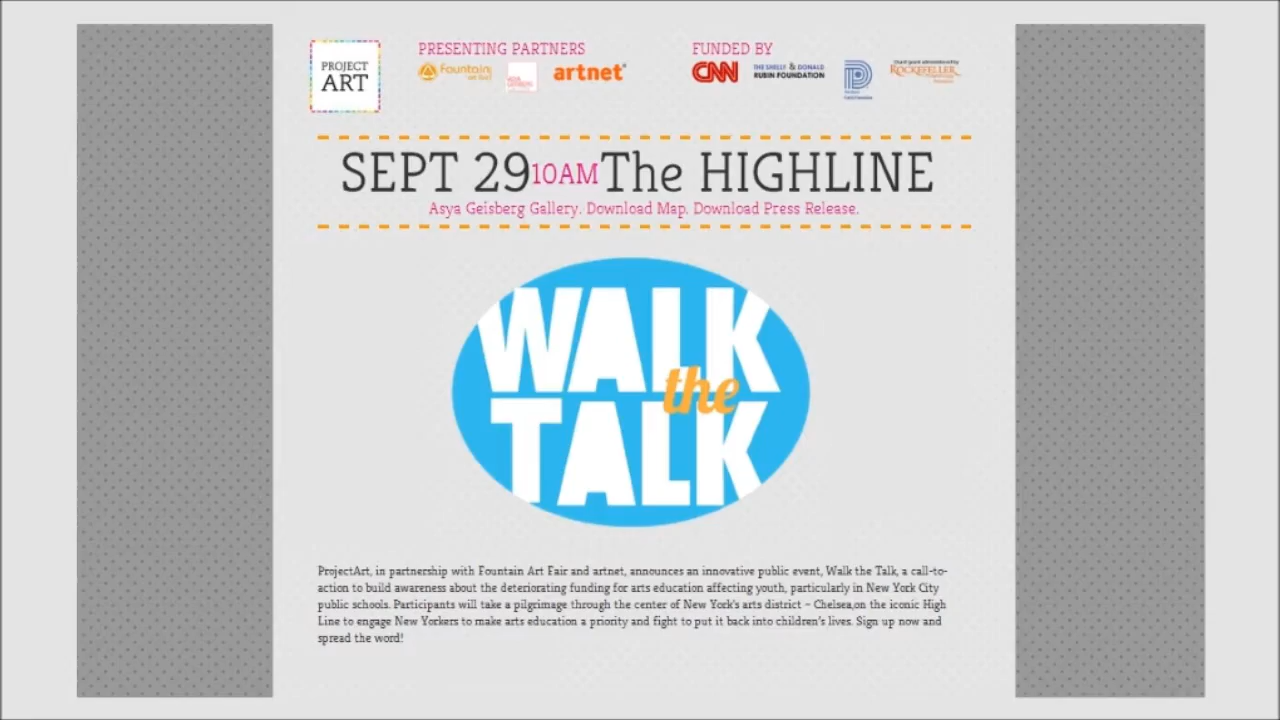 PROJECT
ART
PRESENTING PARTNERS
Fountain
artnet®
FUNDED BY
CNN
THE SHELLY & DONALD
RUBIN FOUNDATION
ROCKEFELLER
SEPT 29 10AM The HIGHLINE
Asya Geisberg Gallery. Download Map. Download Press Release.
WALK
the
TALK
ProjectArt, in partnership with Fountain Art Fair and artnet, announces an innovative public event, Walk the Talk, a call-to-
action to build awareness about the deteriorating funding for arts education affecting youth, particularly in New York City
public schools. Participants will take a pilgrimage through the center of New York's arts district – Chelsea,on the iconic High
Line to engage New Yorkers to make arts education a priority and fight to put it back into children's lives. Sign up now and
spread the word!